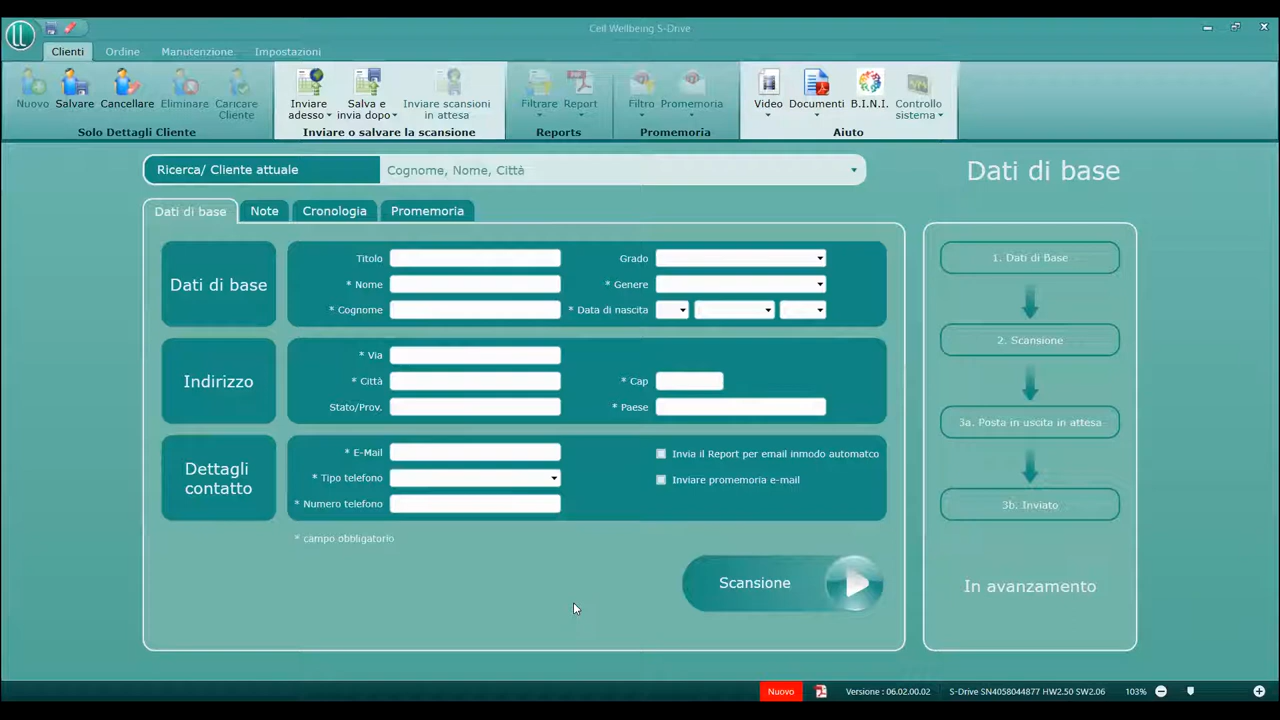 Cell Wellbeing S-Drive
Clienti Ordine Manutenzione Impostazioni
Nuovo Salvare Cancellare Eliminare Caricare Cliente
Solo Dettagli Cliente
Inviare adesso Salva e invia dopo Inviare scansioni in attesa
Inviare o salvare la scansione
Filtrare Report
Reports
Filtro Promemoria
Promemoria
Video Documenti B.I.N.I. Controllo sistema
Aiuto
Ricerca/ Cliente attuale Cognome, Nome, Città
Dati di base
Dati di base Note Cronologia Promemoria
Dati di base
Titolo Grado
* Nome * Genere
* Cognome * Data di nascita
Indirizzo
* Via
* Città * Cap
Stato/Prov. * Paese
Dettagli contatto
* E-Mail Invia il Report per email inmodo automatco
* Tipo telefono Inviare promemoria e-mail
* Numero telefono
* campo obbligatorio
Scansione
1. Dati di Base
2. Scansione
3a. Posta in uscita in attesa
3b. Inviato
In avanzamento
Nuovo Versione : 06.02.00.02 S-Drive SN4058044877 HW2.50 SW2.06 103%